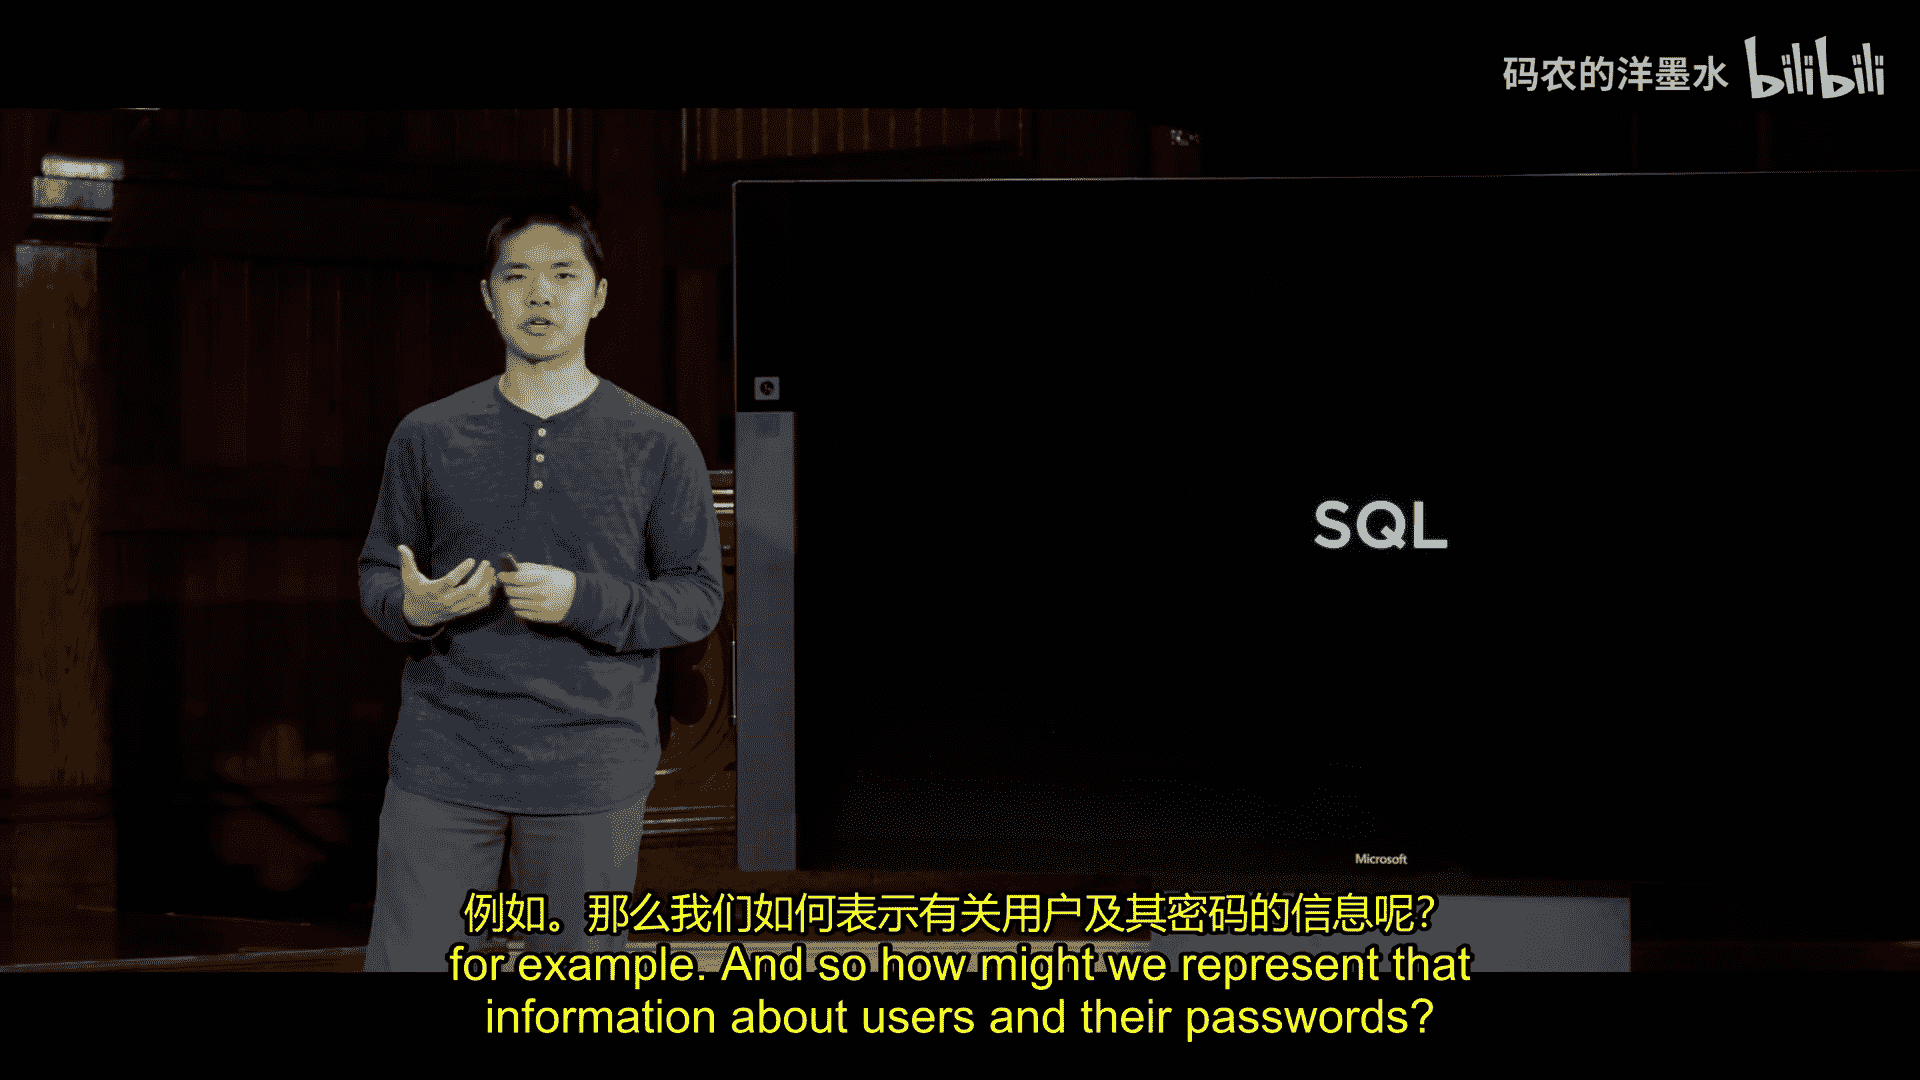 码农的洋墨水 bilibili
SQL
Microsoft
例如。那么我们如何表示有关用户及其密码的信息呢?
for example. And so how might we represent that
information about users and their passwords?